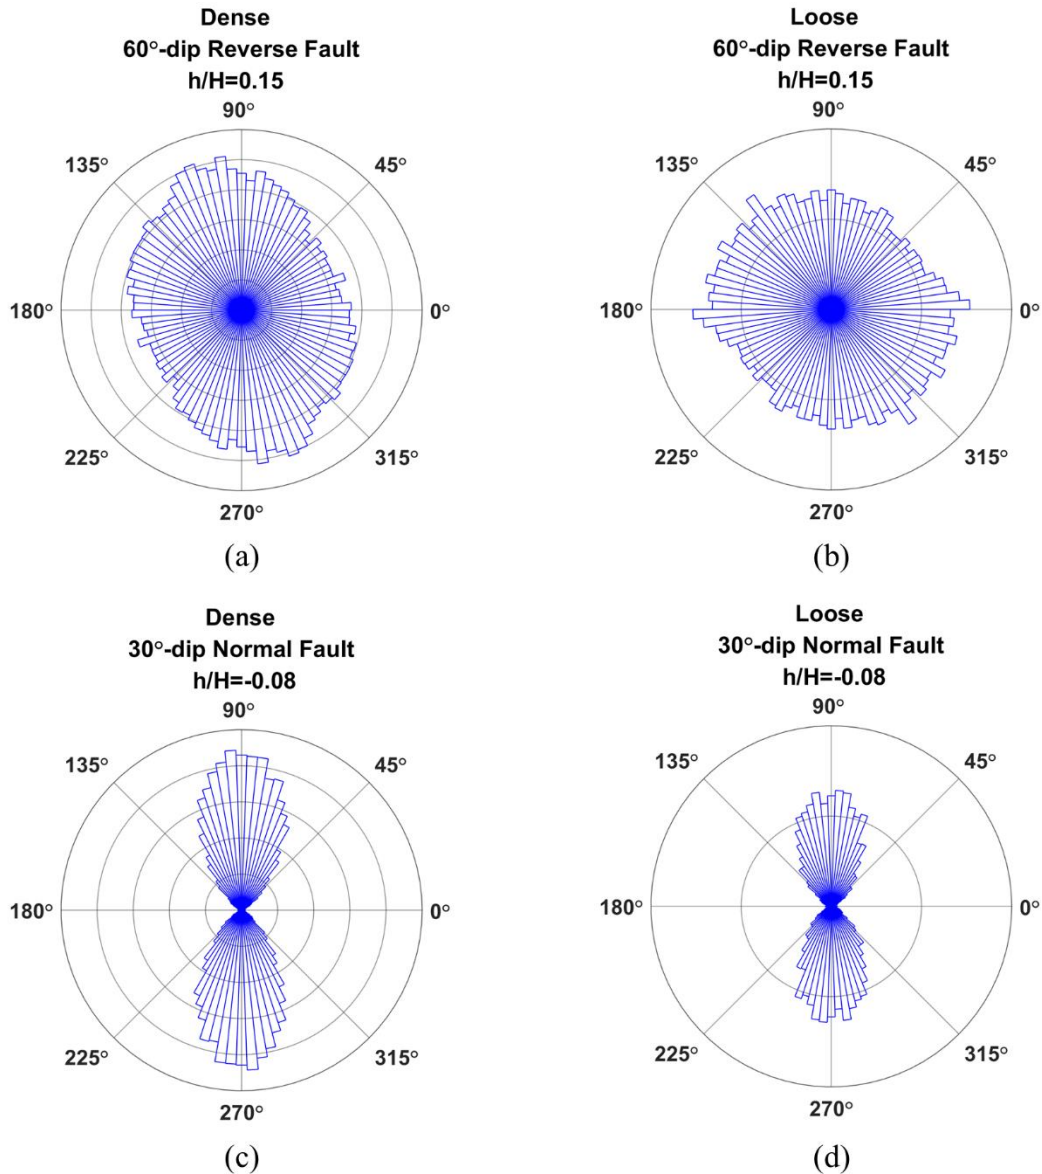 Dense
60°-dip Reverse Fault
h/H=0.15
90°
135°
45°
180°
0°
225°
315°
270°
(a)
Loose
60°-dip Reverse Fault
h/H=0.15
90°
135°
45°
180°
0°
225°
315°
270°
(b)
Dense
30°-dip Normal Fault
h/H=-0.08
90°
135°
45°
180°
0°
225°
315°
270°
(c)
Loose
30°-dip Normal Fault
h/H=-0.08
90°
135°
45°
180°
0°
225°
315°
270°
(d)